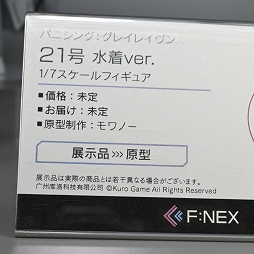 パニシング:グレイレイヴン
21号 水着ver.
1/7スケールフィギュア
■価格：未定
■お届け：未定
■原型制作：モワノー
展示品>>>原型
展示品は実際の商品とは若干異なる場合がございます。
广州库洛科技有限公司 ©Kuro Game All Rights Reserved
F:NEX